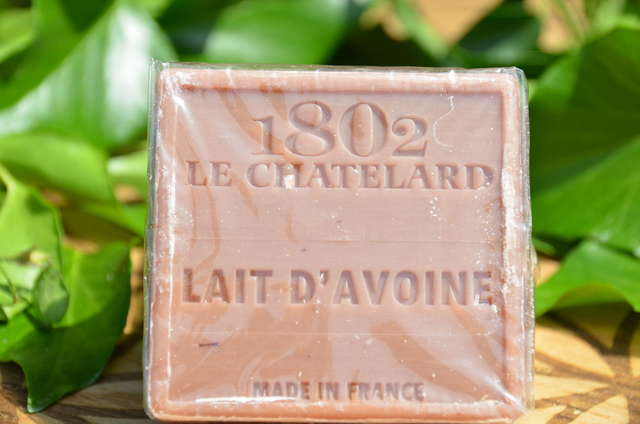 1802
LE CHATELARD
LAIT D'AVOINE
MADE IN FRANCE